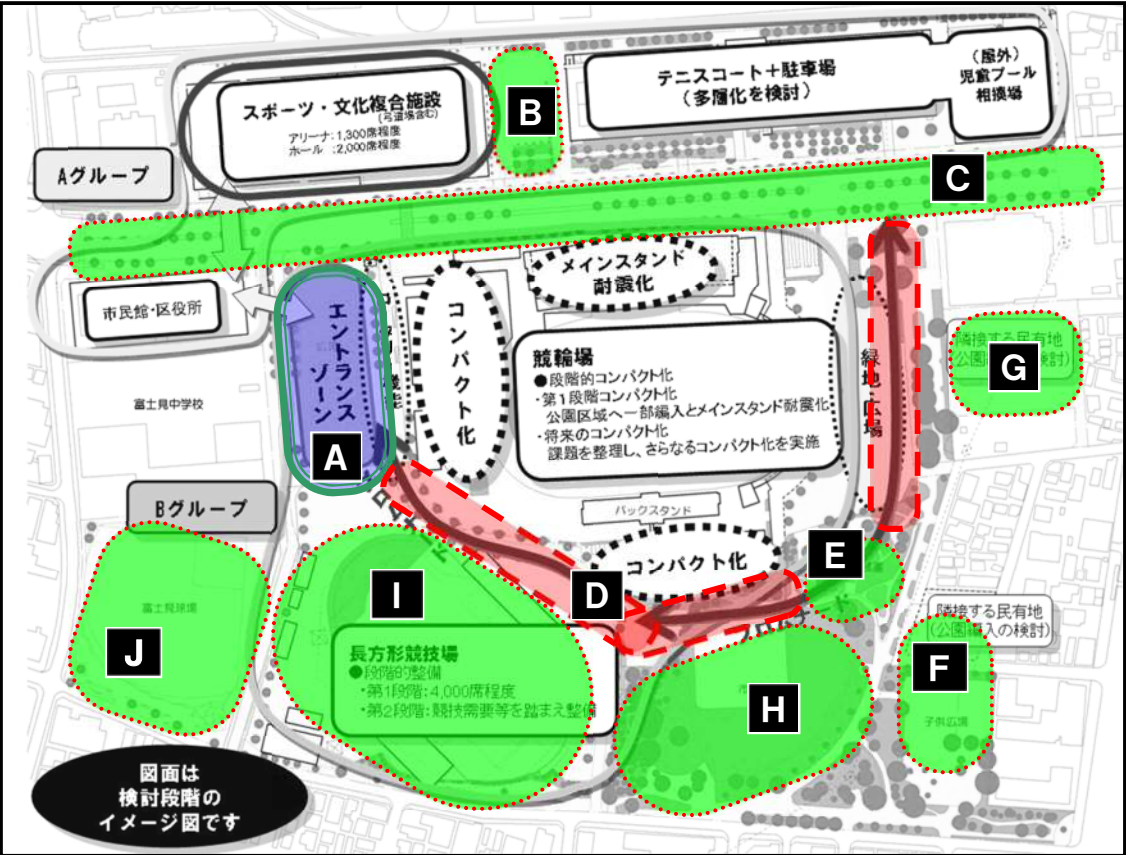 スポーツ・文化複合施設
(弓道場含む)
アリーナ:1,300席程度
ホール :2,000席程度
B
テニスコート+駐車場
(多層化を検討)
(屋外)
児童プール
相撲場
Aグループ
C
市民館・区役所
エントランス
ゾーン
A
コンパクト化
メインスタンド
耐震化
競輪場
●段階的コンパクト化
・第1段階コンパクト化
公園区域へ一部編入とメインスタンド耐震化
・将来のコンパクト化
課題を整理し、さらなるコンパクト化を実施
緑地・広場
隣接する民有地
G
富士見中学校
Bグループ
バックスタンド
コンパクト化
E
D
I
富士見球場
J
長方形競技場
●段階的整備
・第1段階:4,000席程度
・第2段階:競技需要等を踏まえ整備
プロムナード
H
隣接する民有地
(公園編入の検討)
F
子供広場
図面は
検討段階の
イメージ図です